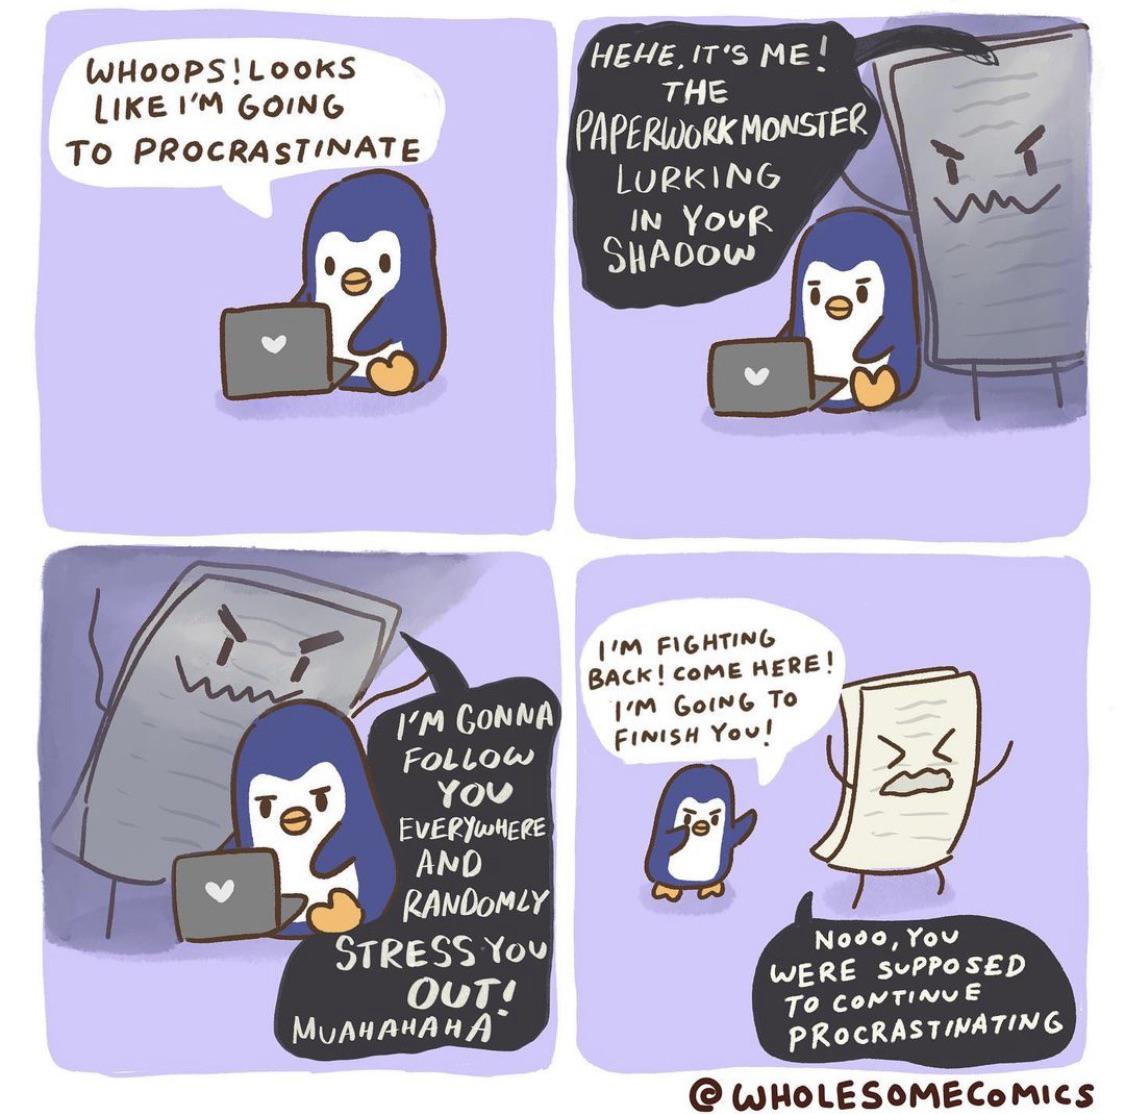 WHOOPS! LOOKS
LIKE I'M GOING
TO PROCRASTINATE
HEHE, IT'S ME!
THE
PAPERWORK MONSTER
LURKING
IN YOUR
SHADOW
I'M GONNA
FOLLOW
YOU
EVERYWHERE
AND
RANDOMLY
STRESS YOU
OUT!
MUAHAHAHA
I'M FIGHTING
BACK! COME HERE!
I'M GOING TO
FINISH YOU!
NOOO, YOU
WERE SUPPOSED
TO CONTINUE
PROCRASTINATING
@WHOLESOMECOMICS